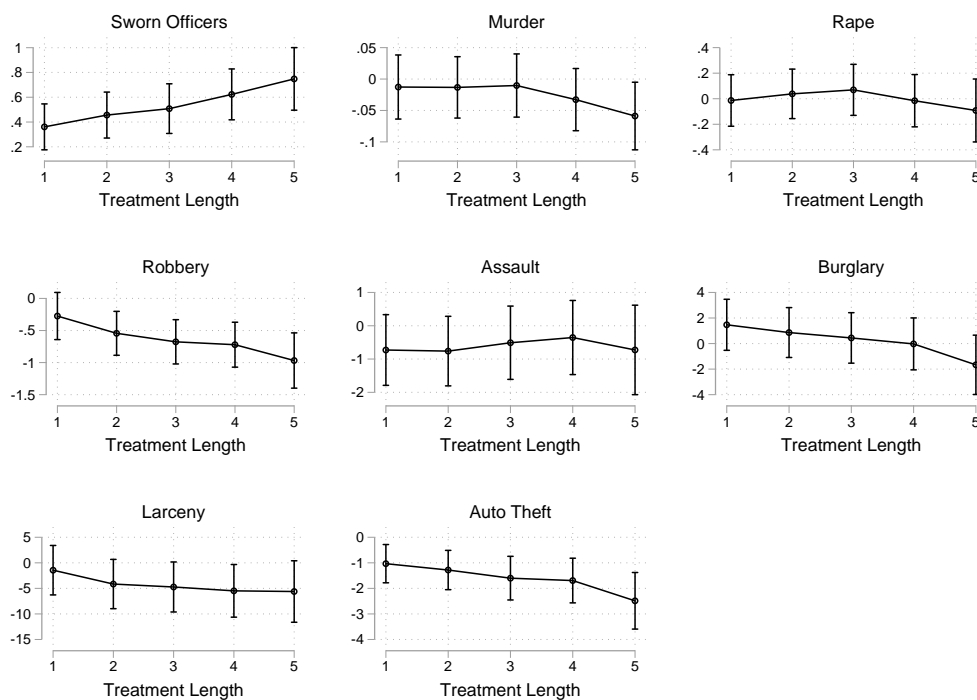 Sworn Officers
1
.8
.6
.4
.2
1 2 3 4 5
Treatment Length
Murder
.05
0
-.05
-.1
1 2 3 4 5
Treatment Length
Rape
.4
.2
0
-.2
-.4
1 2 3 4 5
Treatment Length
Robbery
0
-.5
-1
-1.5
1 2 3 4 5
Treatment Length
Assault
1
0
-1
-2
1 2 3 4 5
Treatment Length
Burglary
4
2
0
-2
-4
1 2 3 4 5
Treatment Length
Larceny
5
0
-5
-10
-15
1 2 3 4 5
Treatment Length
Auto Theft
0
-1
-2
-3
-4
1 2 3 4 5
Treatment Length